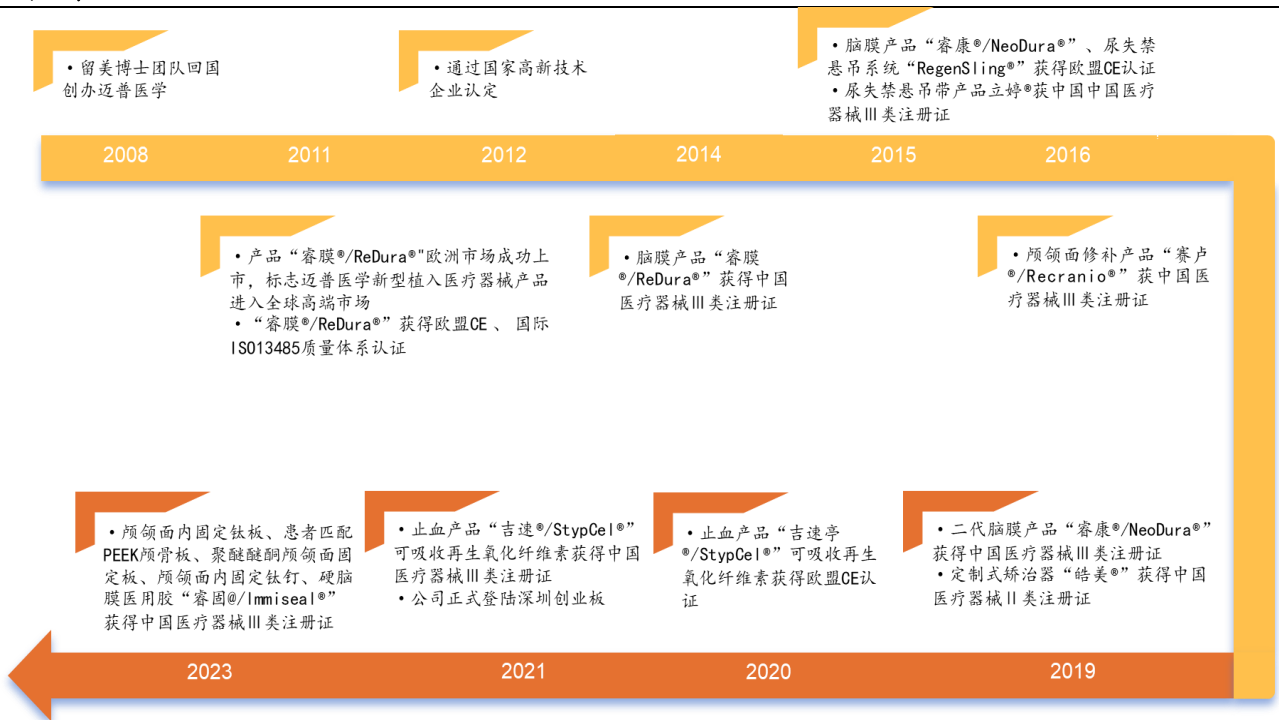 • 留美博士团队回国
创办迈普医学
• 通过国家高新技术
企业认定
• 脑膜产品“睿康®/NeoDura®”、尿失禁
悬吊系统“RegenSling®”获得欧盟CE认证
• 尿失禁悬吊带产品立婷®获中国中国医疗
器械Ⅲ类注册证
2008
2011
2012
2014
2015
2016
• 产品“睿膜®/ReDura®"欧洲市场成功上
市，标志迈普医学新型植入医疗器械产品
进入全球高端市场
• “睿膜®/ReDura®”获得欧盟CE 、 国际
ISO13485质量体系认证
• 脑膜产品“睿膜
®/ReDura®”获得中国
医疗器械Ⅲ类注册证
• 颅颌面修补产品“赛卢
®/Recranio®”获中国医
疗器械Ⅲ类注册证
• 颅颌面内固定钛板、患者匹配
PEEK颅骨板、聚醚醚酮颅颌面固
定板、颅颌面内固定钛钉、硬脑
膜医用胶“睿固@/Immiseal®”
获得中国医疗器械Ⅲ类注册证
• 止血产品“吉速®/StypCel®”
可吸收再生氧化纤维素获得中国
医疗器械Ⅲ类注册证
• 公司正式登陆深圳创业板
• 止血产品“吉速亭
®/StypCel®”可吸收再生
氧化纤维素获得欧盟CE认
证
• 二代脑膜产品“睿康®/NeoDura®”
获得中国医疗器械Ⅲ类注册证
• 定制式矫治器“皓美®”获得中国
医疗器械Ⅱ类注册证
2023
2021
2020
2019